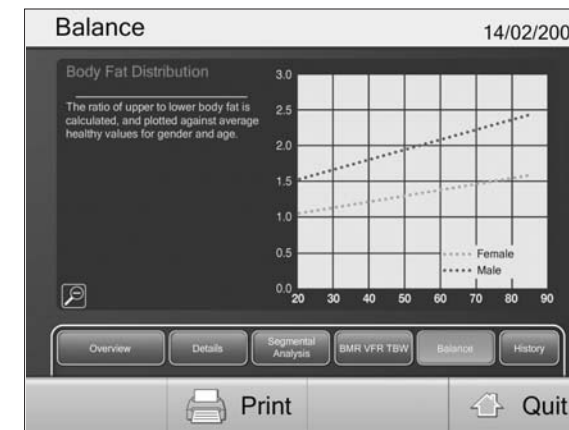 Balance
14/02/200
Body Fat Distribution
The ratio of upper to lower body fat is
calculated, and plotted against average
healthy values for gender and age.
3.0
2.5
2.0
1.5
1.0
0.5
0.0
20 30 40 50 60 70 80 90
Female
Male
Overview
Details
Segmental
Analysis
BMR VFR TBW
Balance
History
Print
Quit